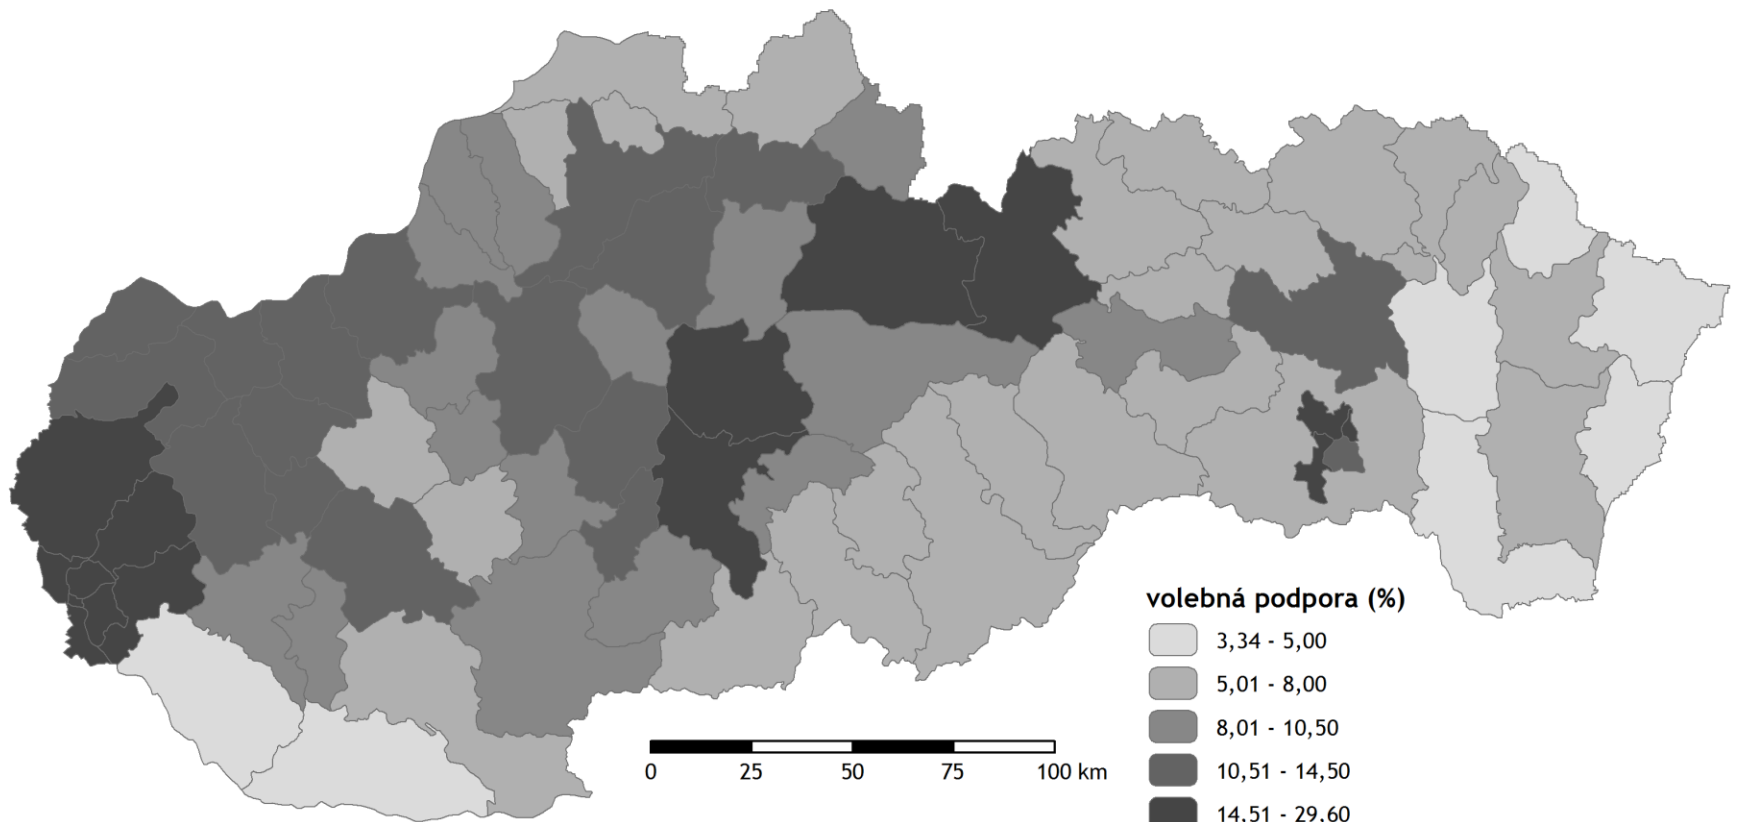 volebná podpora (%)
3,34 - 5,00
5,01 - 8,00
8,01 - 10,50
10,51 - 14,50
14,51 - 29,60
0 25 50 75 100 km